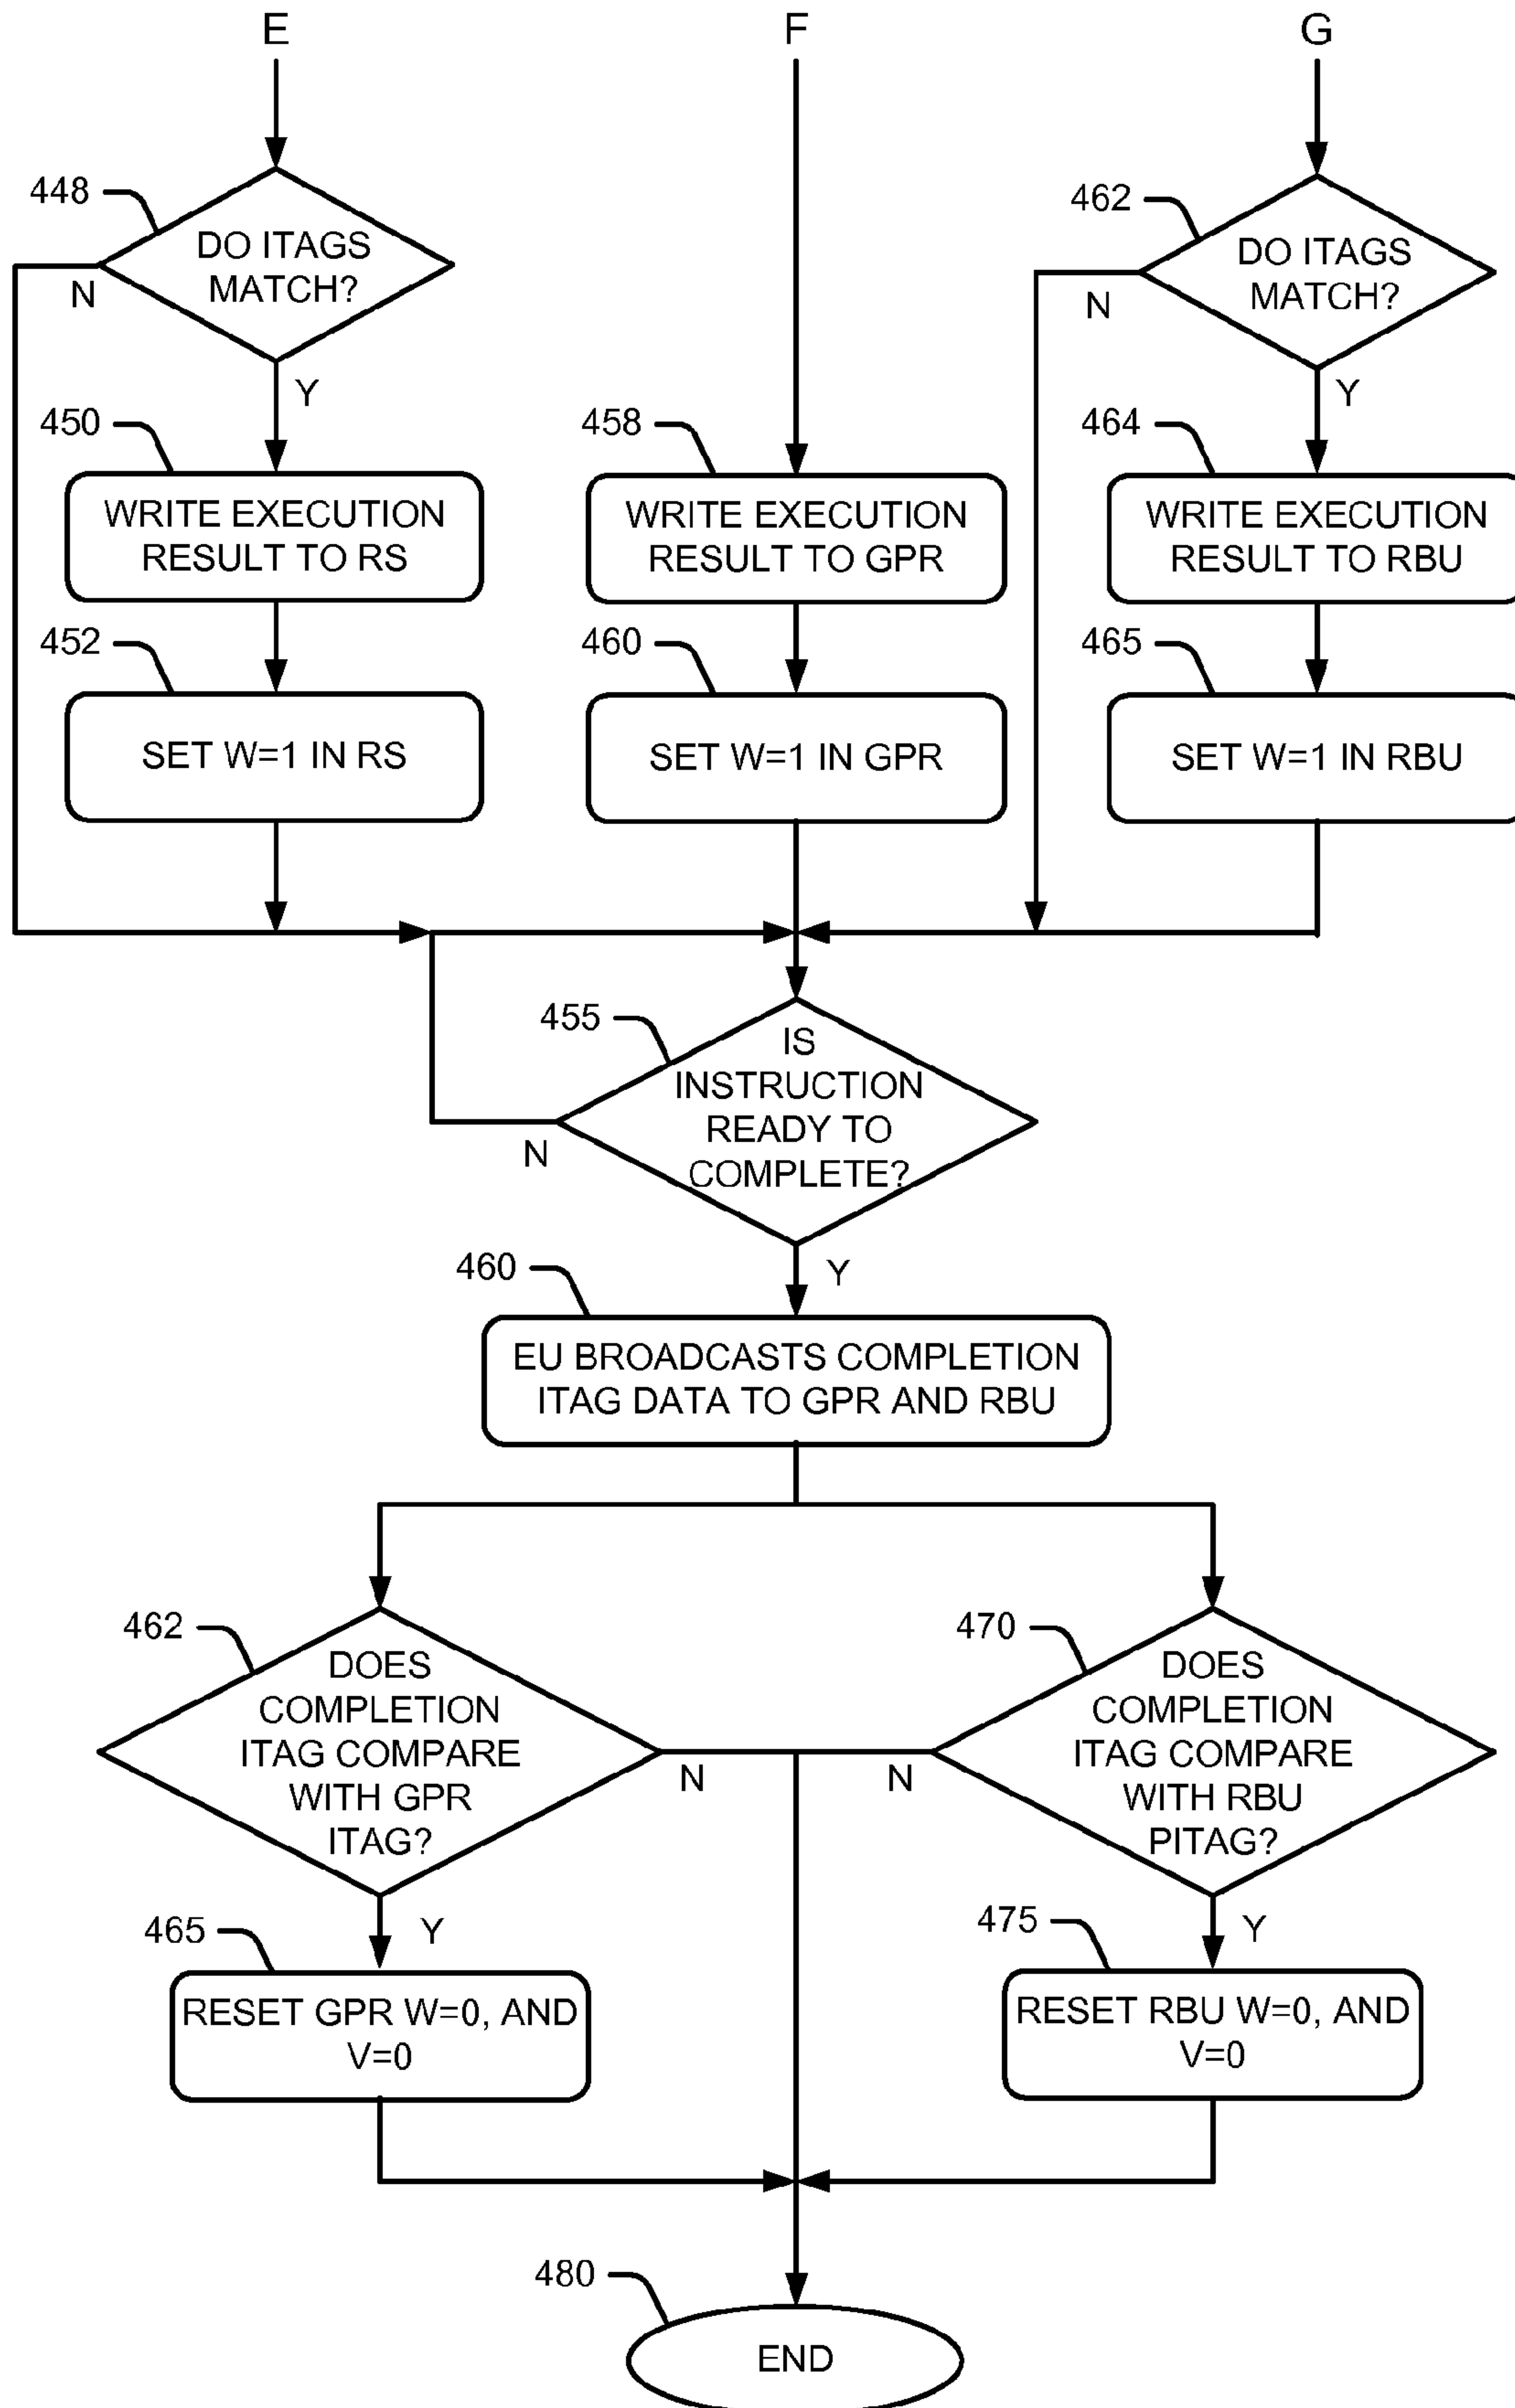 E
F
G
448
DO ITAGS
MATCH?
N
Y
462
DO ITAGS
MATCH?
N
Y
450
WRITE EXECUTION
RESULT TO RS
458
WRITE EXECUTION
RESULT TO GPR
464
WRITE EXECUTION
RESULT TO RBU
452
SET W=1 IN RS
460
SET W=1 IN GPR
465
SET W=1 IN RBU
455
IS
INSTRUCTION
READY TO
COMPLETE?
N
Y
460
EU BROADCASTS COMPLETION
ITAG DATA TO GPR AND RBU
462
DOES
COMPLETION
ITAG COMPARE
WITH GPR
ITAG?
N
Y
470
DOES
COMPLETION
ITAG COMPARE
WITH RBU
PITAG?
N
Y
465
RESET GPR W=0, AND
V=0
475
RESET RBU W=0, AND
V=0
480
END